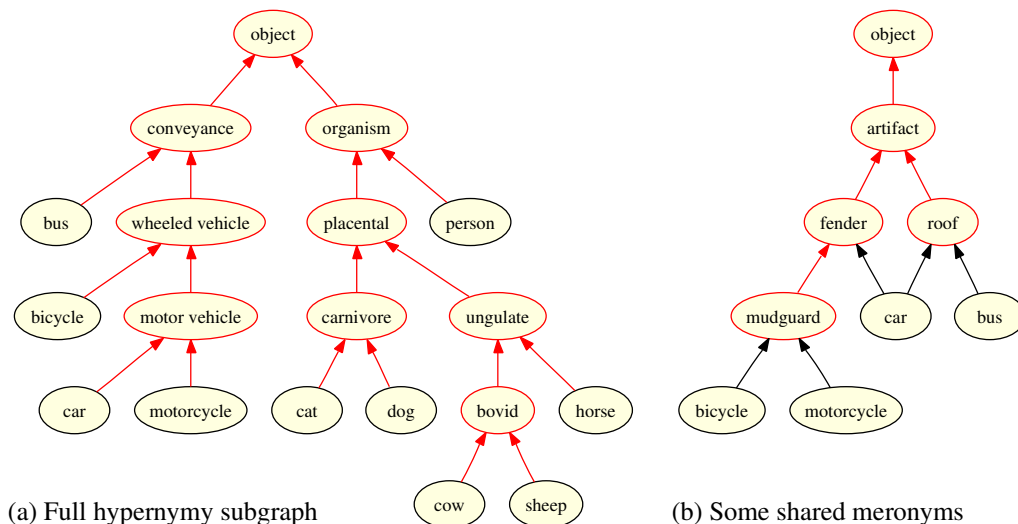 object
conveyance
organism
bus
wheeled vehicle
placental
person
bicycle
motor vehicle
carnivore
ungulate
car
motorcycle
cat
dog
bovid
horse
cow
sheep
(a) Full hypernymy subgraph
object
artifact
fender
roof
mudguard
car
bus
bicycle
motorcycle
(b) Some shared meronyms